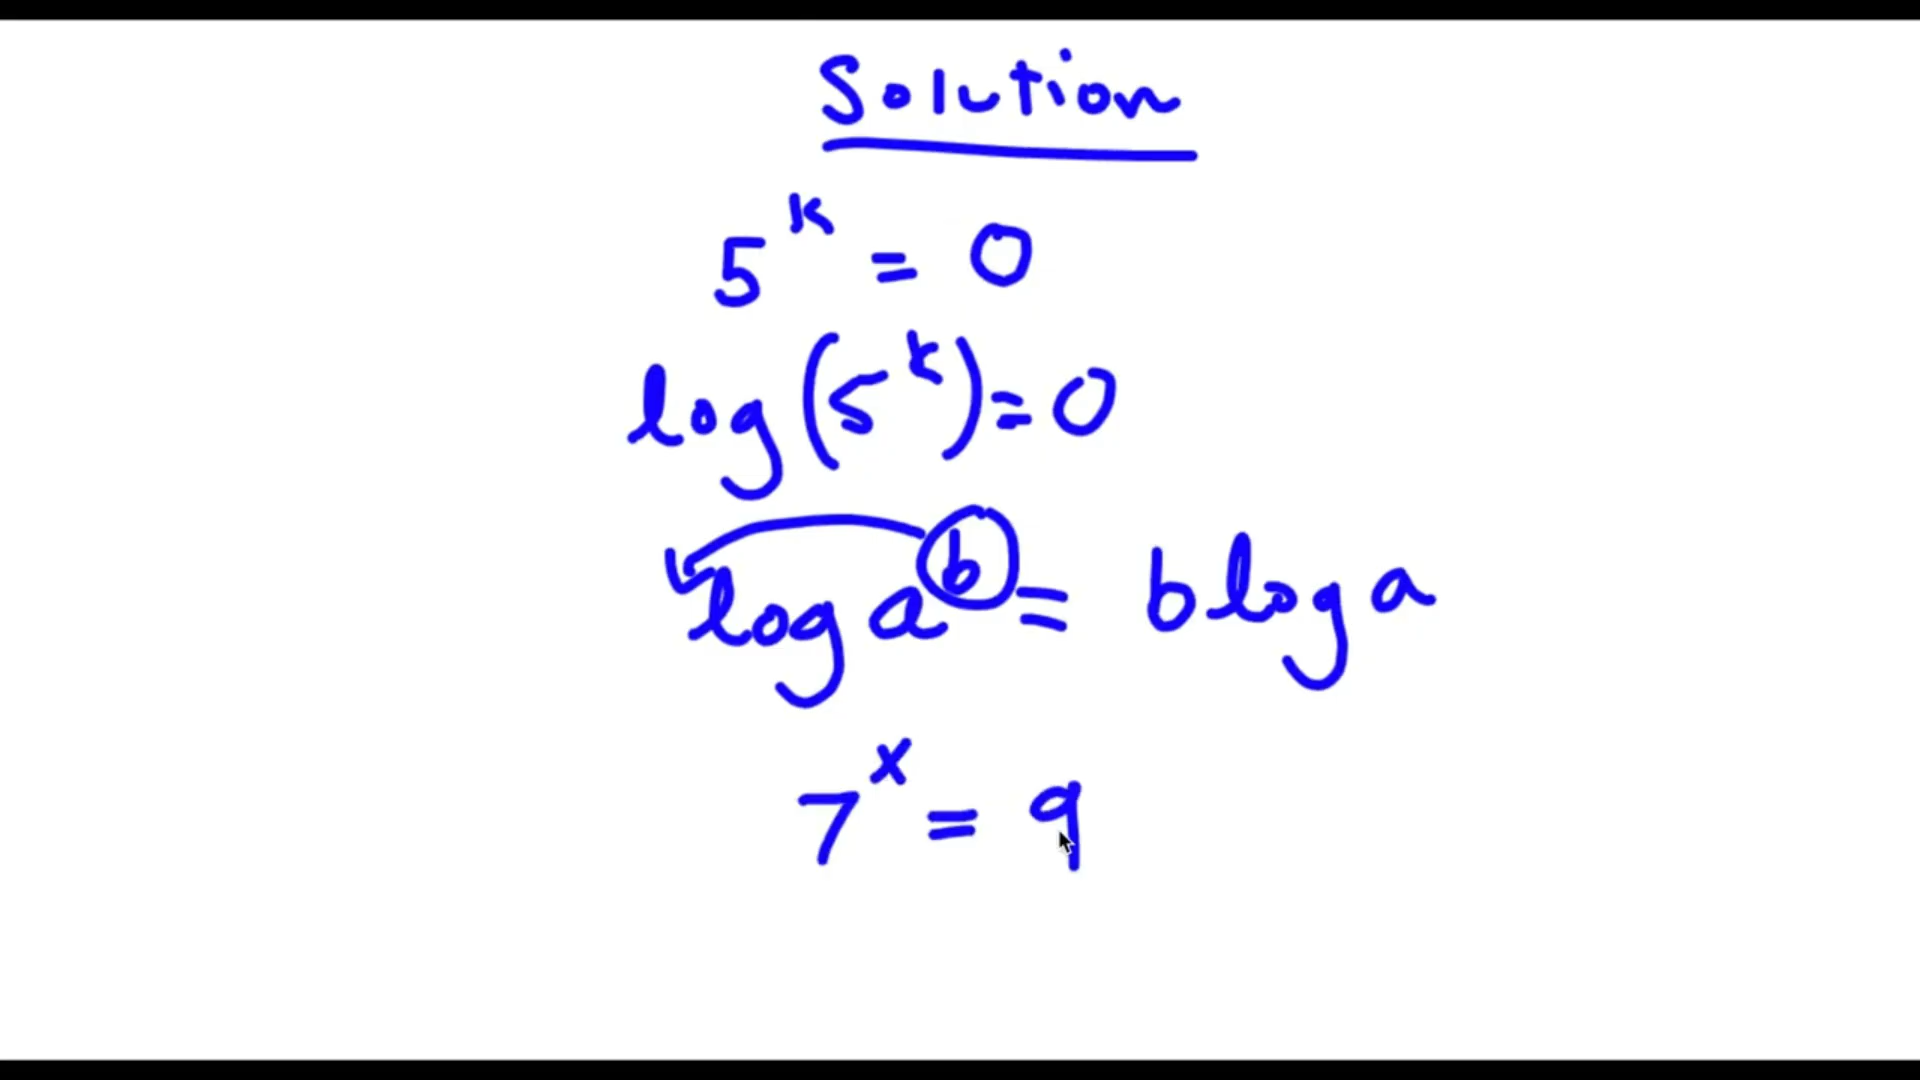 Solution
5^k = 0
log(5^k)=0
log a^b = b log a
7^x = 9